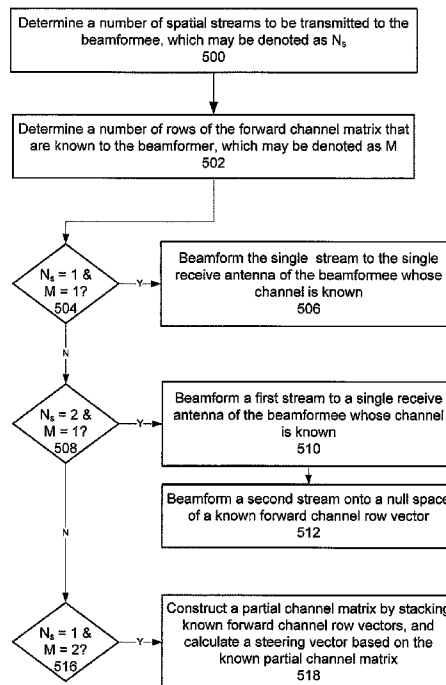 Determine a number of spatial streams to be transmitted to the
beamformee, which may be denoted as Ns
500
Determine a number of rows of the forward channel matrix that
are known to the beamformer, which may be denoted as M
502
Ns = 1 &
M = 1?
504
Y
Beamform the single stream to the single
receive antenna of the beamformee whose
channel is known
506
N
Ns = 2 &
M = 1?
508
Y
Beamform a first stream to a single receive
antenna of the beamformee whose channel
is known
510
Beamform a second stream onto a null space
of a known forward channel row vector
512
N
Ns = 1 &
M = 2?
516
Y
Construct a partial channel matrix by stacking
known forward channel row vectors, and
calculate a steering vector based on the
known partial channel matrix
518